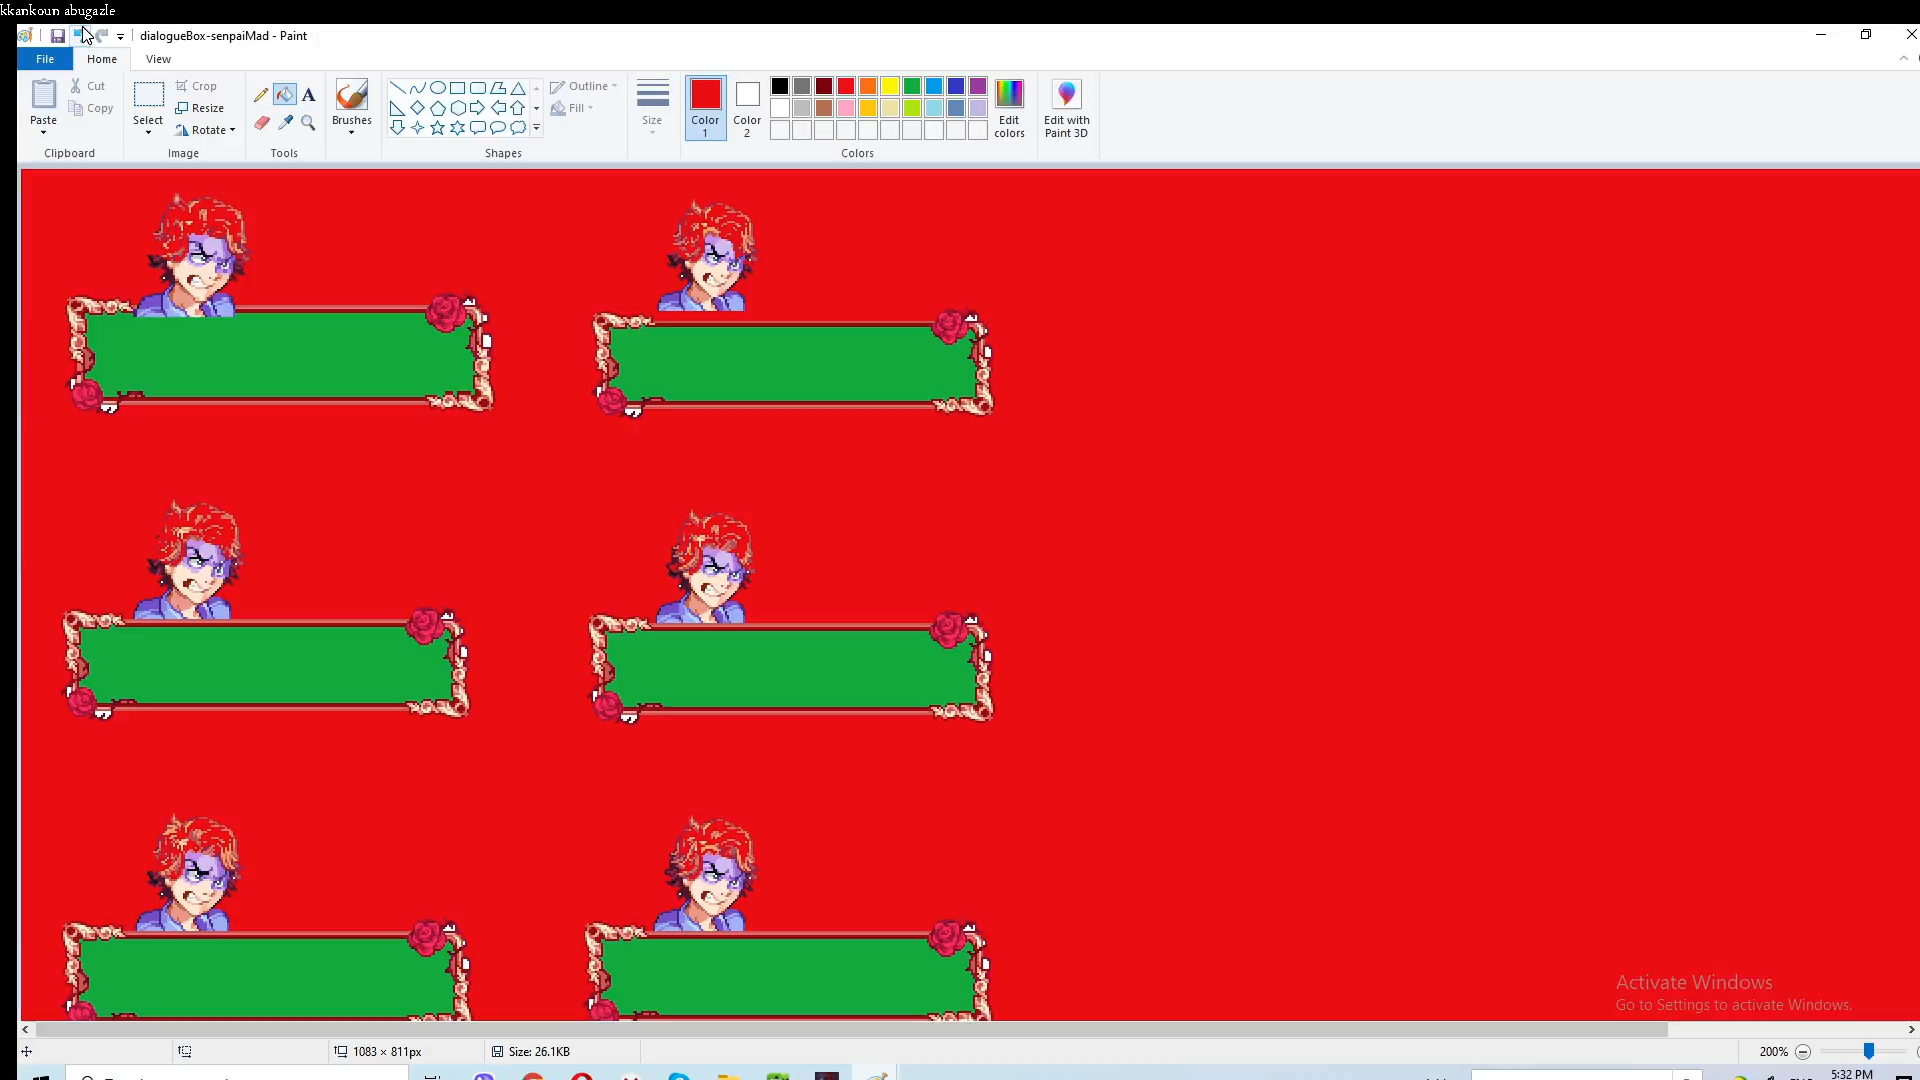 kkankoun abugazle
dialogueBox-senpaiMad - Paint
File Home View
Paste
Cut
Copy
Clipboard
Select
Crop
Resize
Rotate
Image
A
Tools
Brushes
Shapes
Outline
Fill
Size
Color 1
Color 2
Edit colors
Colors
Edit with Paint 3D
Activate Windows
Go to Settings to activate Windows.
1083 × 811px
Size: 26.1KB
200%
5:32 PM